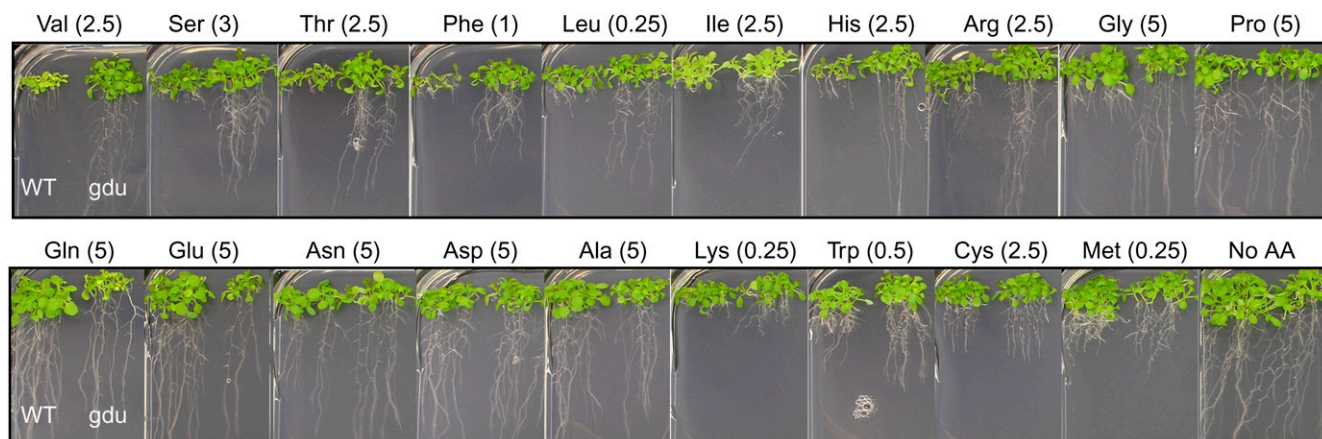 Val (2.5) Ser (3) Thr (2.5) Phe (1) Leu (0.25) Ile (2.5) His (2.5) Arg (2.5) Gly (5) Pro (5)
WT gdu
Gln (5) Glu (5) Asn (5) Asp (5) Ala (5) Lys (0.25) Trp (0.5) Cys (2.5) Met (0.25) No AA
WT gdu